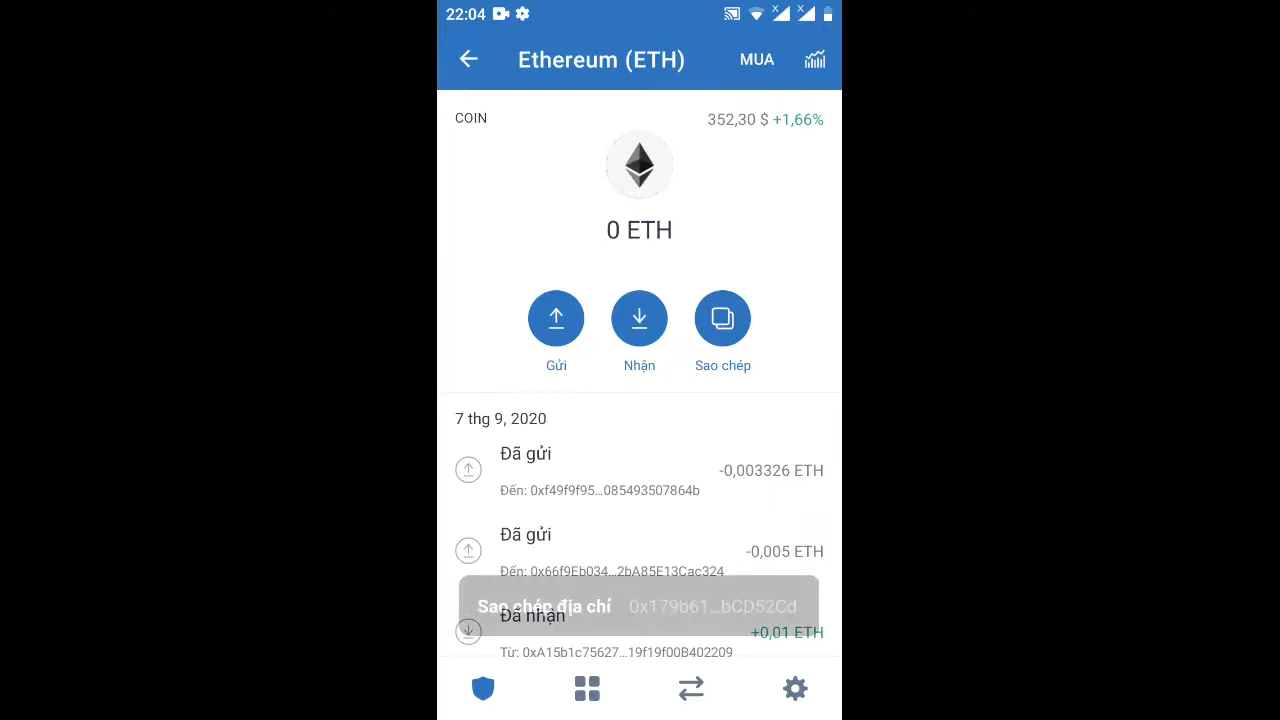 22:04
Ethereum (ETH)
MUA
COIN
352,30 $ +1,66%
0 ETH
Gửi
Nhận
Sao chép
7 thg 9, 2020
Đã gửi
-0,003326 ETH
Đến: 0xf49f9f95...085493507864b
Đã gửi
-0,005 ETH
Đến: 0x66f9Eb034...2bA85E13Cac324
Sao chép địa chỉ 0x179b61...bCD52Cd
Đã nhận
+0,01 ETH
Từ: 0xA15b1c75627...19f19f00B402209